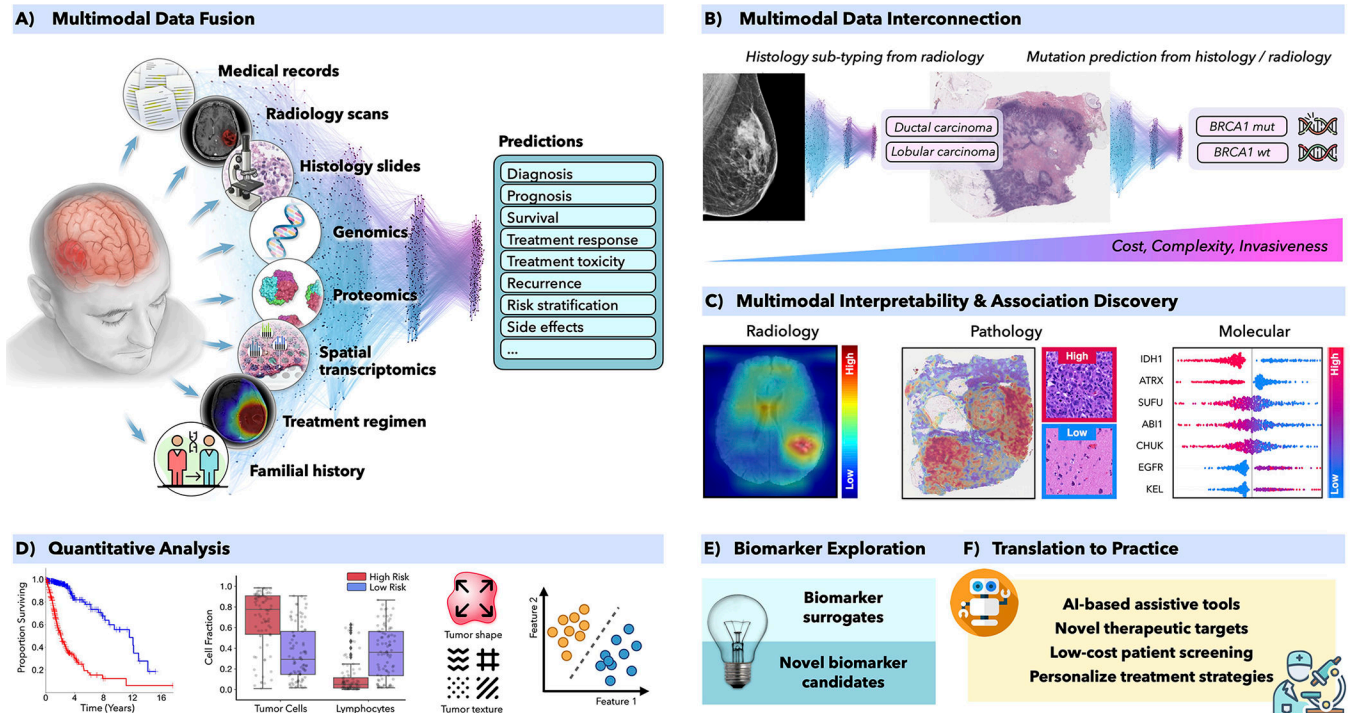 A) Multimodal Data Fusion
Medical records
Radiology scans
Histology slides
Genomics
Proteomics
Spatial
transcriptomics
Treatment regimen
Familial history
Predictions
Diagnosis
Prognosis
Survival
Treatment response
Treatment toxicity
Recurrence
Risk stratification
Side effects
...
B) Multimodal Data Interconnection
Histology sub-typing from radiology
Mutation prediction from histology / radiology
Ductal carcinoma
Lobular carcinoma
BRCA1 mut
BRCA1 wt
Cost, Complexity, Invasiveness
C) Multimodal Interpretability & Association Discovery
Radiology
High
Low
Pathology
High
Low
Molecular
IDH1
ATRX
SUFU
ABI1
CHUK
EGFR
KEL
High
Low
D) Quantitative Analysis
Proportion Surviving
1.0
0.8
0.6
0.4
0.2
0
4
8
12
16
Time (Years)
Cell Fraction
1.0
0.8
0.6
0.4
0.2
0.0
High Risk
Low Risk
Tumor Cells
Lymphocytes
Tumor shape
Tumor texture
Feature 2
Feature 1
E) Biomarker Exploration
Biomarker
surrogates
Novel biomarker
candidates
F) Translation to Practice
AI-based assistive tools
Novel therapeutic targets
Low-cost patient screening
Personalize treatment strategies